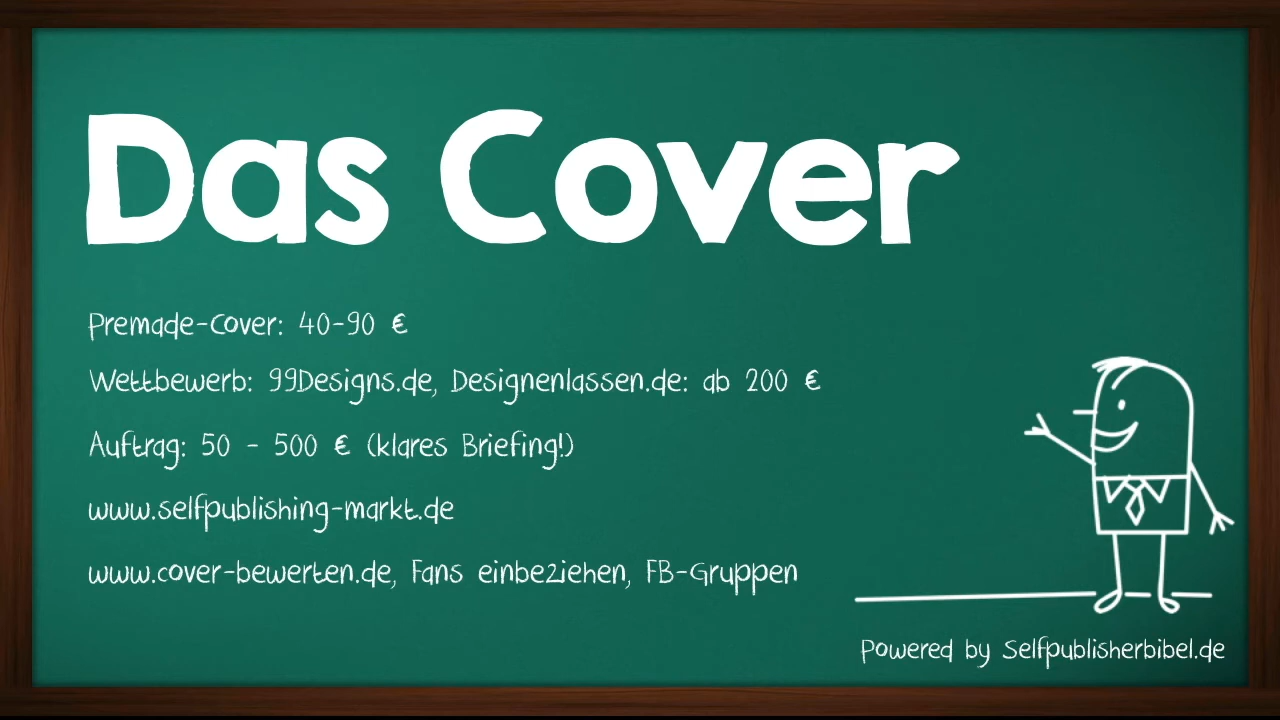 Das Cover
Premade-Cover: 40-90 €
Wettbewerb: 99Designs.de, Designenlassen.de: ab 200 €
Auftrag: 50 - 500 € (klares Briefing!)
www.selfpublishing-markt.de
www.cover-bewerten.de, Fans einbeziehen, FB-Gruppen
Powered by Selfpublisherbibel.de